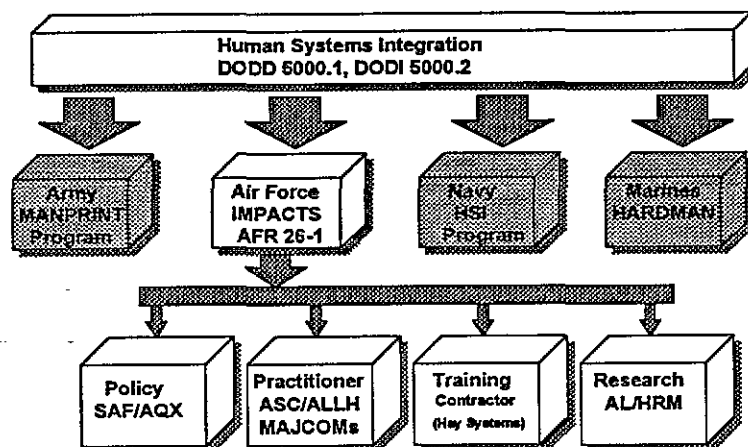 Human Systems Integration
DODD 5000.1, DODI 5000.2
Army
MANPRINT
Program
Air Force
IMPACTS
AFR 26-1
Navy
HSI
Program
Marines
HARDMAN
Policy
SAF/AQX
Practitioner
ASC/ALLH
MAJCOMs
Training
Contractor
(Hay Systems)
Research
AL/HRM